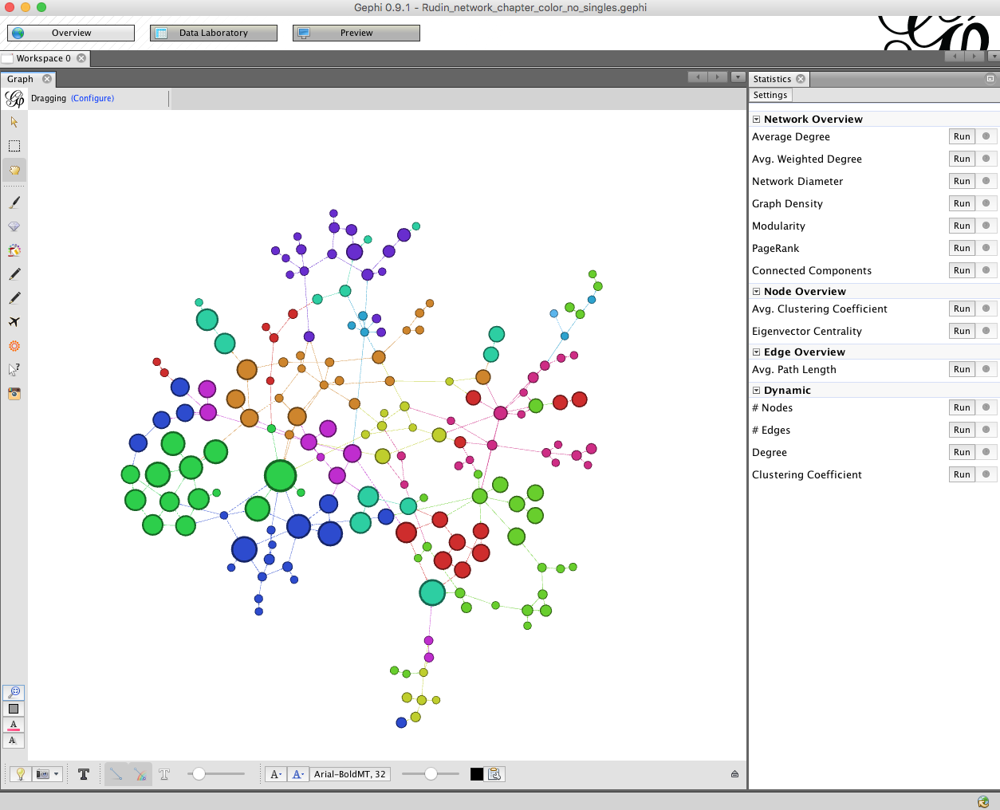 Gephi 0.9.1 - Rudin_network_chapter_color_no_singles.gephi
Overview
Data Laboratory
Preview
Workspace 0
Graph
Dragging (Configure)
Statistics
Settings
Network Overview
Average Degree Run
Avg. Weighted Degree Run
Network Diameter Run
Graph Density Run
Modularity Run
PageRank Run
Connected Components Run
Node Overview
Avg. Clustering Coefficient Run
Eigenvector Centrality Run
Edge Overview
Avg. Path Length Run
Dynamic
# Nodes Run
# Edges Run
Degree Run
Clustering Coefficient Run
A
A
T
T
A
A
Arial-BoldMT, 32